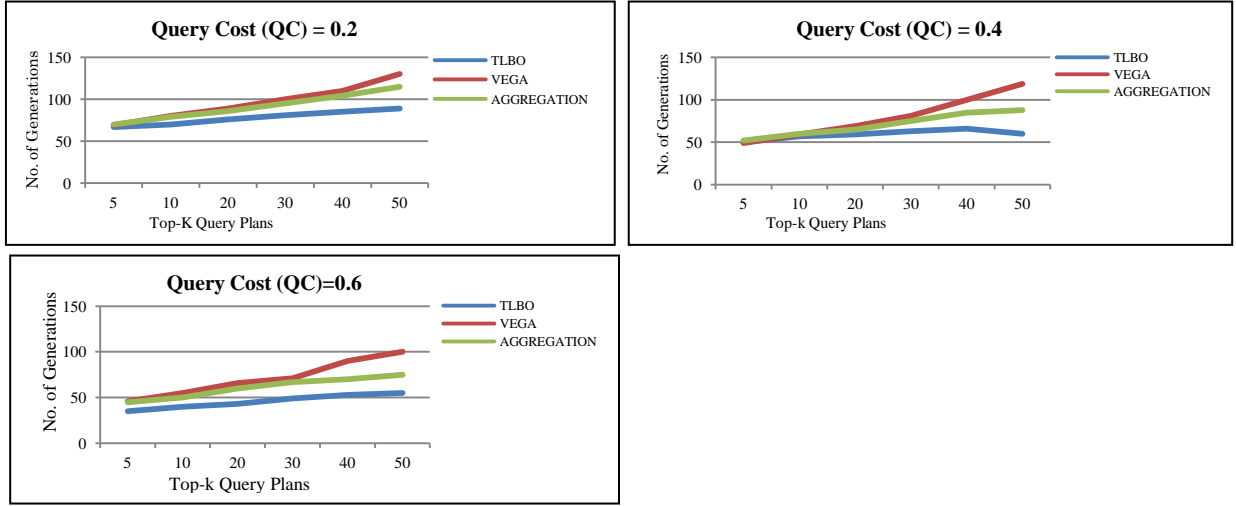 Query Cost (QC) = 0.2
No. of Generations
150
100
50
0
5 10 20 30 40 50
Top-K Query Plans
TLBO
VEGA
AGGREGATION
Query Cost (QC) = 0.4
No. of Generations
150
100
50
0
5 10 20 30 40 50
Top-k Query Plans
TLBO
VEGA
AGGREGATION
Query Cost (QC)=0.6
No. of Generations
150
100
50
0
5 10 20 30 40 50
Top-k Query Plans
TLBO
VEGA
AGGREGATION